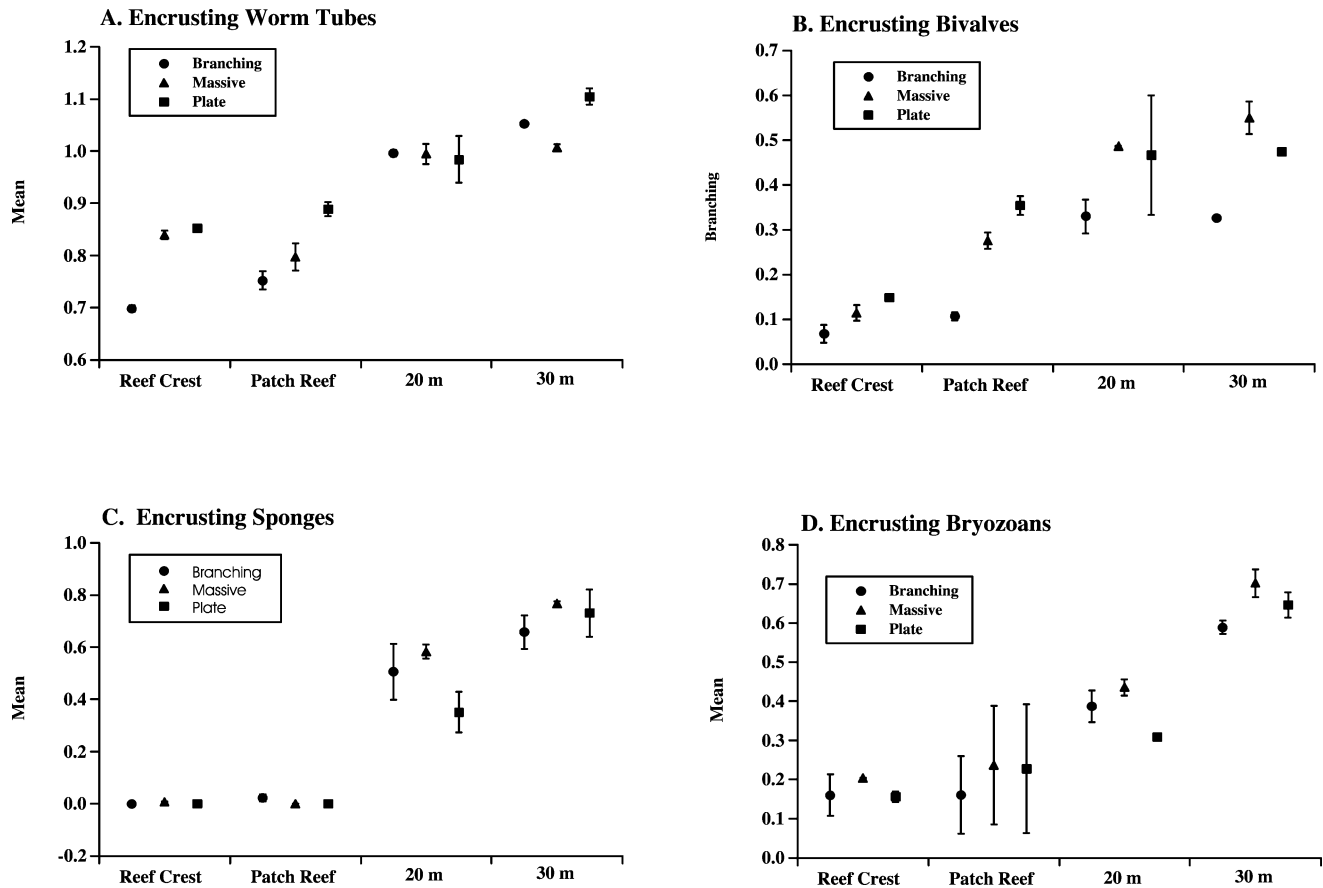 A. Encrusting Worm Tubes
1.2
1.1
1.0
0.9
0.8
0.7
0.6
Mean
Branching
Massive
Plate
Reef Crest Patch Reef 20 m 30 m
B. Encrusting Bivalves
0.7
0.6
0.5
0.4
0.3
0.2
0.1
0.0
Branching
Branching
Massive
Plate
Reef Crest Patch Reef 20 m 30 m
C. Encrusting Sponges
1.0
0.8
0.6
0.4
0.2
0.0
-0.2
Mean
Branching
Massive
Plate
Reef Crest Patch Reef 20 m 30 m
D. Encrusting Bryozoans
0.8
0.7
0.6
0.5
0.4
0.3
0.2
0.1
0.0
Mean
Branching
Massive
Plate
Reef Crest Patch Reef 20 m 30 m